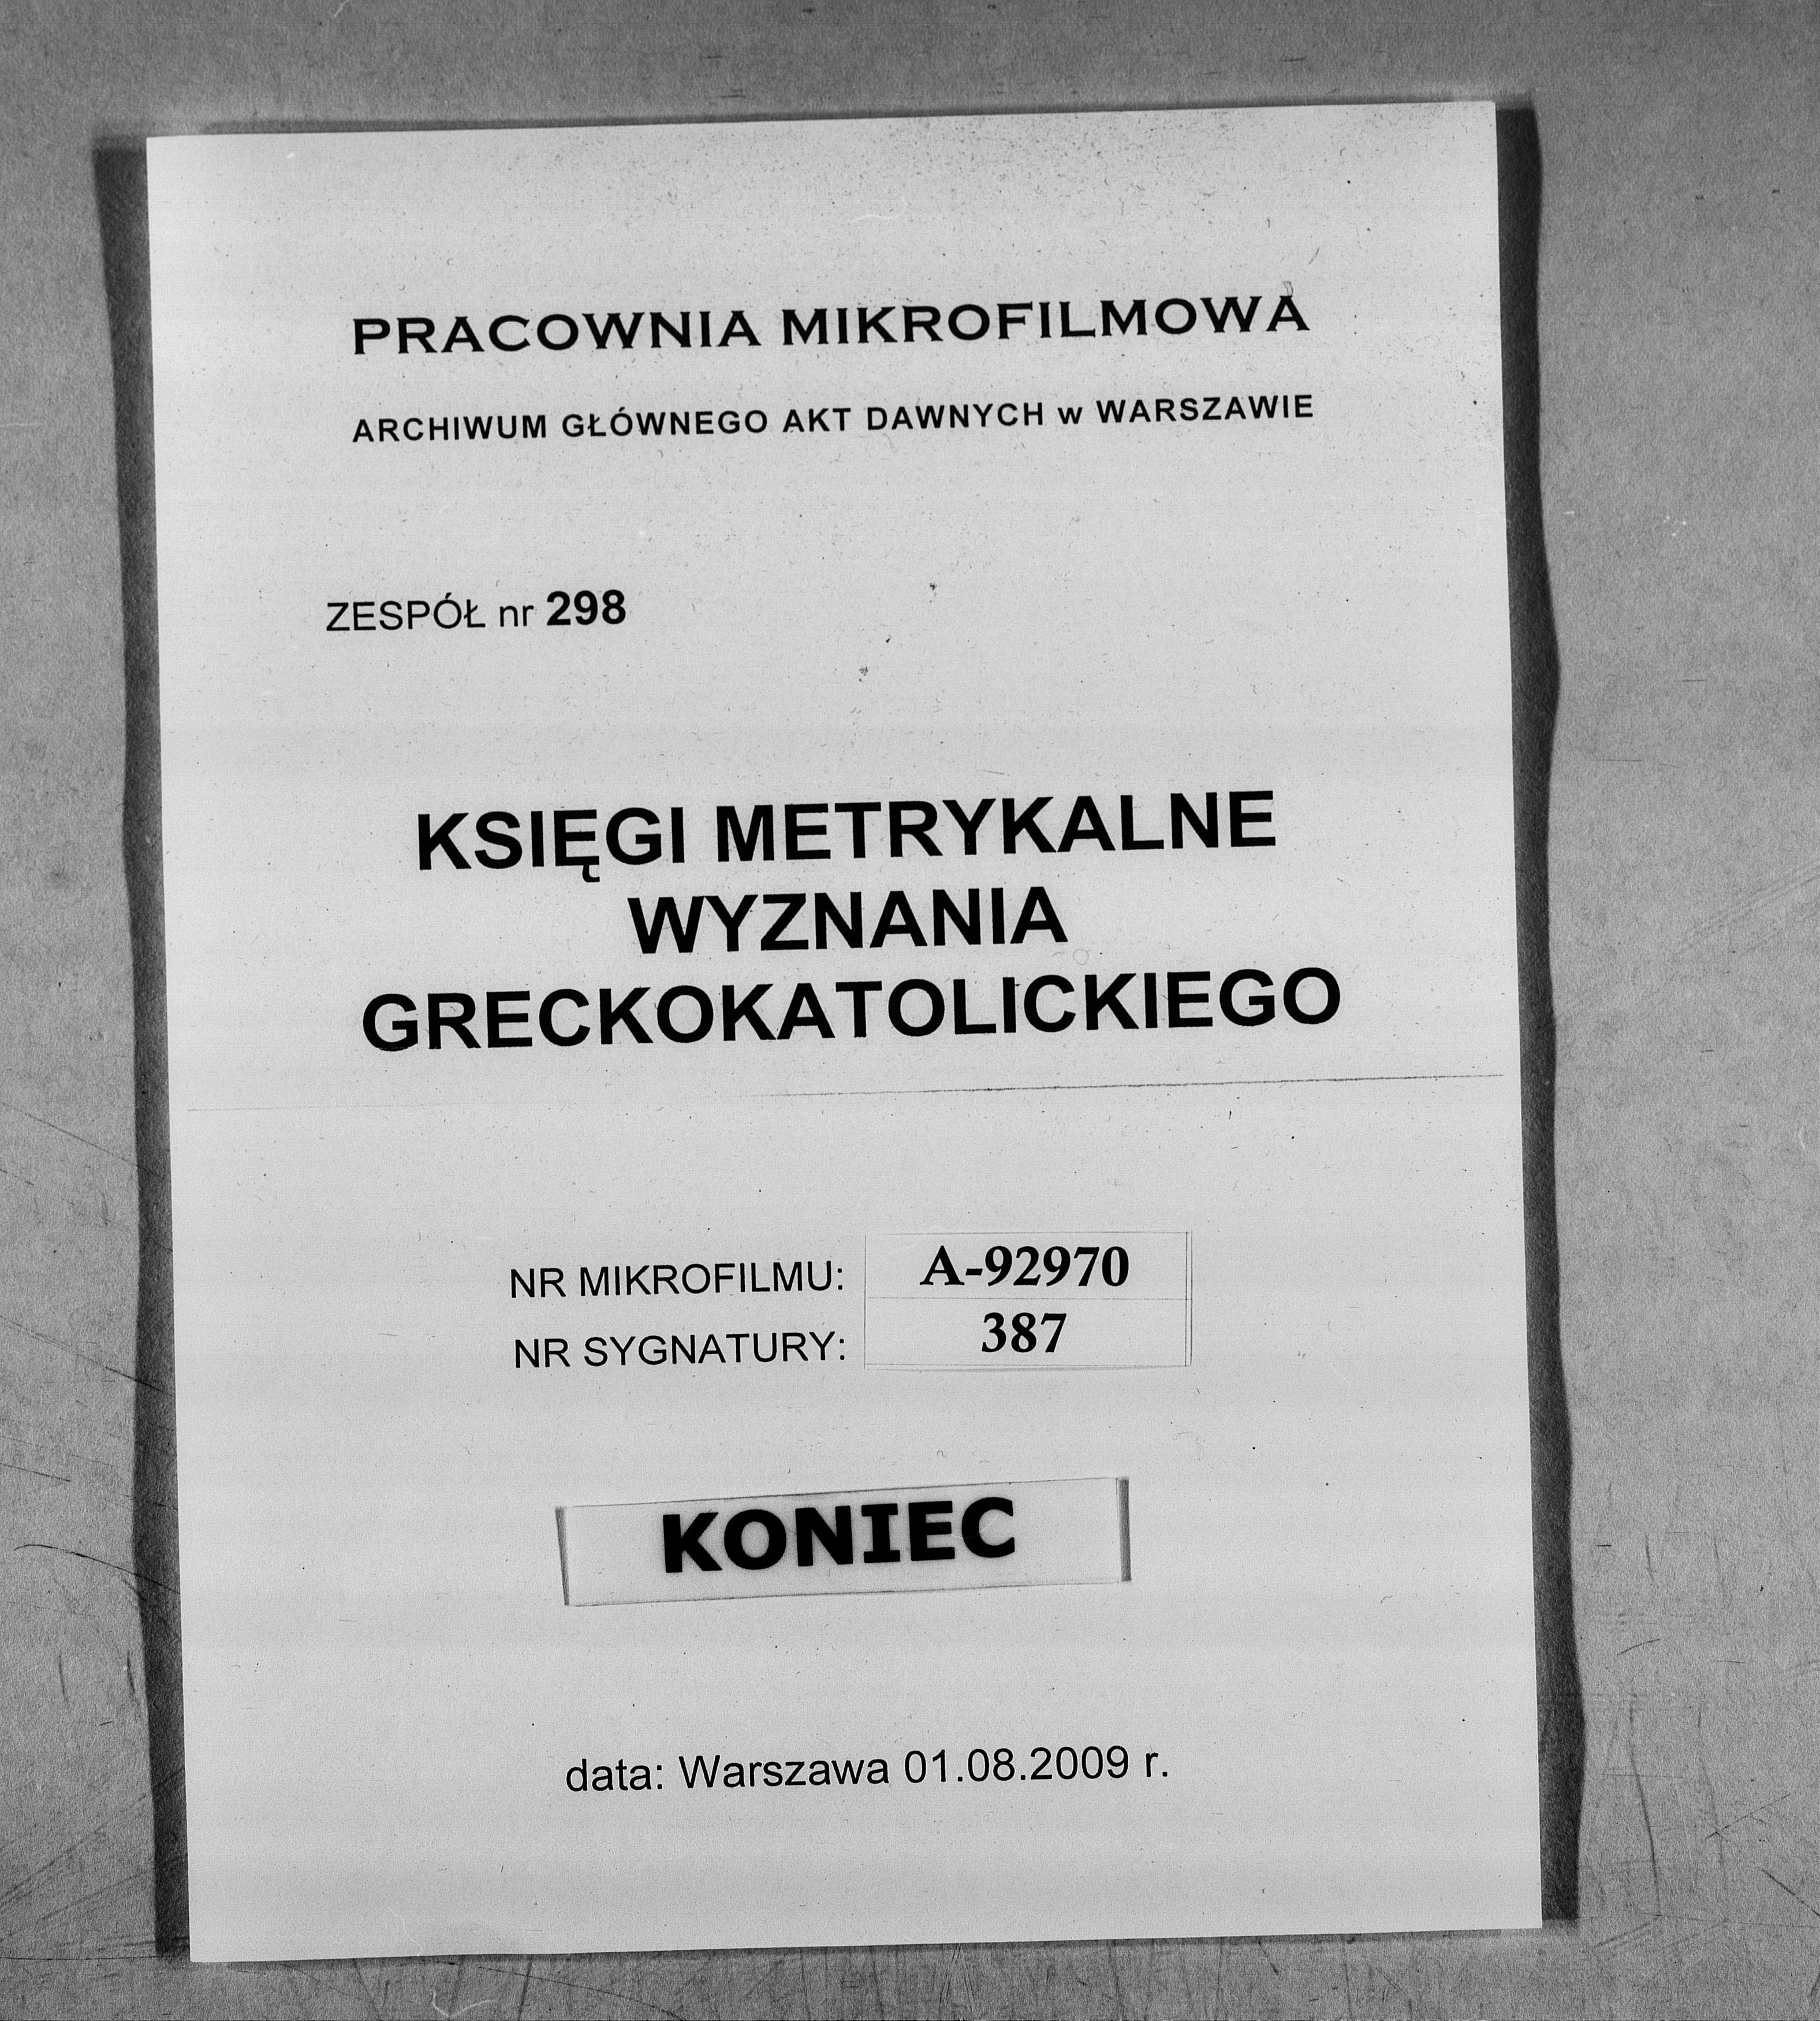 PRACOWNIA MIKROFILMOWA
ARCHIWUM GŁÓWNEGO AKT DAWNYCH w WARSZAWIE
ZESPÓŁ nr 298
KSIĘGI METRYKALNE
WYZNANIA
GRECKOKATOLICKIEGO
NR MIKROFILMU: A-92970
NR SYGNATURY: 387
KONIEC
data: Warszawa 01.08.2009 r.